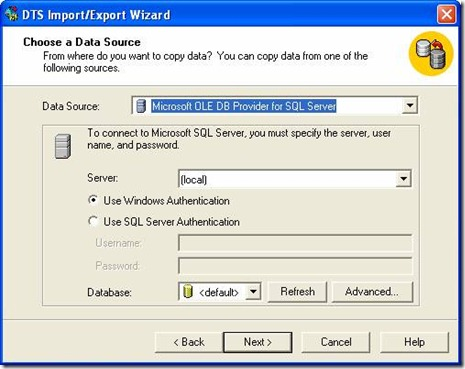 DTS Import/Export Wizard
Choose a Data Source
From where do you want to copy data? You can copy data from one of the
following sources.
Data Source: Microsoft OLE DB Provider for SQL Server
To connect to Microsoft SQL Server, you must specify the server, user
name, and password.
Server: (local)
Use Windows Authentication
Use SQL Server Authentication
Username:
Password:
Database: <default> Refresh Advanced...
< Back Next > Cancel Help